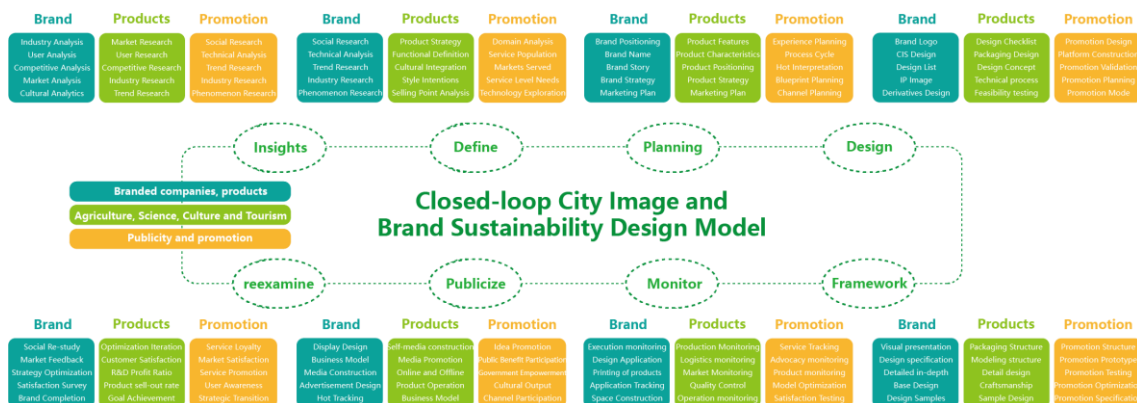 Brand
Products
Promotion
Industry Analysis
User Analysis
Competitive Analysis
Market Analysis
Cultural Analytics
Market Research
User Research
Competitive Research
Industry Research
Trend Research
Social Research
Technical Analysis
Trend Research
Industry Research
Phenomenon Research
Brand
Products
Promotion
Social Research
Technical Analysis
Trend Research
Industry Research
Phenomenon Research
Product Strategy
Functional Definition
Cultural Integration
Style Intentions
Selling Point Analysis
Domain Analysis
Service Population
Markets Served
Service Level Needs
Technology Exploration
Brand
Products
Promotion
Brand Positioning
Brand Name
Brand Story
Brand Strategy
Marketing Plan
Product Features
Product Characteristics
Product Positioning
Product Strategy
Marketing Plan
Experience Planning
Process Cycle
Hot Interpretation
Blueprint Planning
Channel Planning
Brand
Products
Promotion
Brand Logo
CIS Design
Design List
IP Image
Derivatives Design
Design Checklist
Packaging Design
Design Concept
Technical process
Feasibility testing
Promotion Design
Platform Construction
Promotion Validation
Promotion Planning
Promotion Mode
Insights
Define
Planning
Design
Branded companies, products
Agriculture, Science, Culture and Tourism
Publicity and promotion
Closed-loop City Image and
Brand Sustainability Design Model
reexamine
Publicize
Monitor
Framework
Brand
Products
Promotion
Social Re-study
Market Feedback
Strategy Optimization
Satisfaction Survey
Brand Completion
Optimization Iteration
Customer Satisfaction
R&D Profit Ratio
Product sell-out rate
Goal Achievement
Service Loyalty
Market Satisfaction
Service Promotion
User Awareness
Strategic Transition
Brand
Products
Promotion
Display Design
Business Model
Media Construction
Advertisement Design
Hot Tracking
Self-media construction
Media Promotion
Online and Offline
Product Operation
Business Model
Idea Promotion
Public Benefit Participation
Government Empowerment
Cultural Output
Channel Participation
Brand
Products
Promotion
Execution monitoring
Design Application
Printing of products
Application Tracking
Space Construction
Production Monitoring
Logistics monitoring
Market Monitoring
Quality Control
Operation monitoring
Service Tracking
Advocacy monitoring
Product monitoring
Model Optimization
Satisfaction Testing
Brand
Products
Promotion
Visual presentation
Design specification
Detailed in-depth
Base Design
Design Samples
Packaging Structure
Modeling structure
Detail design
Craftsmanship
Sample Design
Promotion Structure
Promotion Prototype
Promotion Testing
Promotion Optimization
Promotion Specification